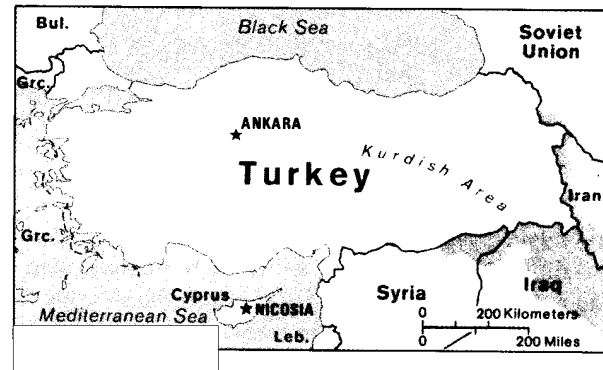 Bul.
Black Sea
Soviet
Union
Grc.
ANKARA
Kurdish Area
Turkey
Iran
Grc.
Cyprus
Syria
Iraq
NICOSIA
Mediterranean Sea
Leb.
0 200 Kilometers
0 200 Miles